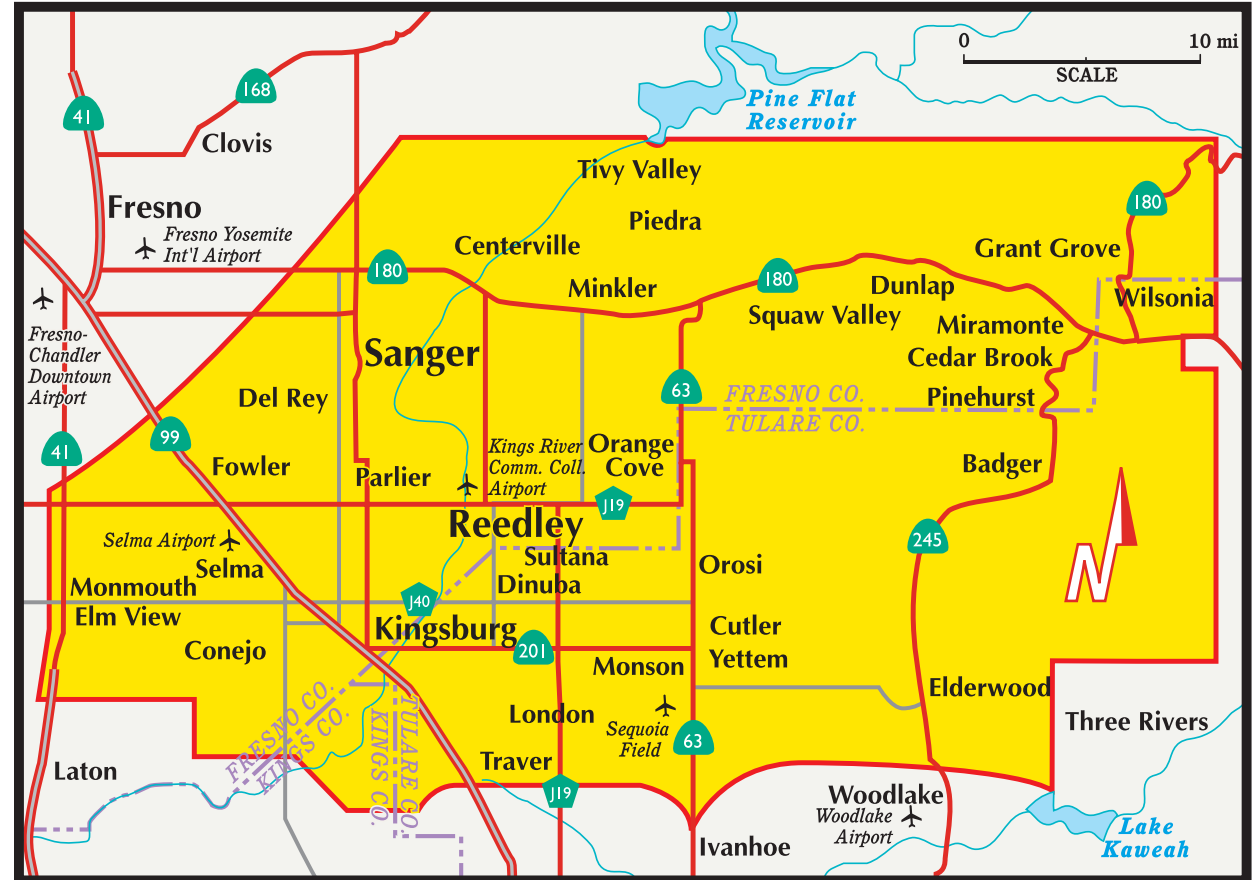 0 10 mi
SCALE
168
41
Pine Flat
Reservoir
Clovis
Tivy Valley
180
Fresno
Piedra
Fresno Yosemite
Int'l Airport
Centerville
Grant Grove
180
180
Minkler
Dunlap
Wilsonia
Squaw Valley
Miramonte
Fresno-
Chandler
Downtown
Airport
Sanger
Cedar Brook
63
FRESNO CO.
TULARE CO.
Pinehurst
Del Rey
99
41
Kings River
Comm. Coll.
Airport
Orange
Cove
Fowler
Parlier
Badger
J19
Reedley
Selma Airport
245
Sultana
Selma
Orosi
Monmouth
Dinuba
J40
Elm View
Kingsburg
Cutler
201
Conejo
Yettem
Monson
Elderwood
FRESNO CO.
KINGS CO.
TULARE CO.
KINGS CO.
London
Sequoia
Field
63
Three Rivers
Traver
Laton
J19
Woodlake
Woodlake
Airport
Lake
Kaweah
Ivanhoe
N